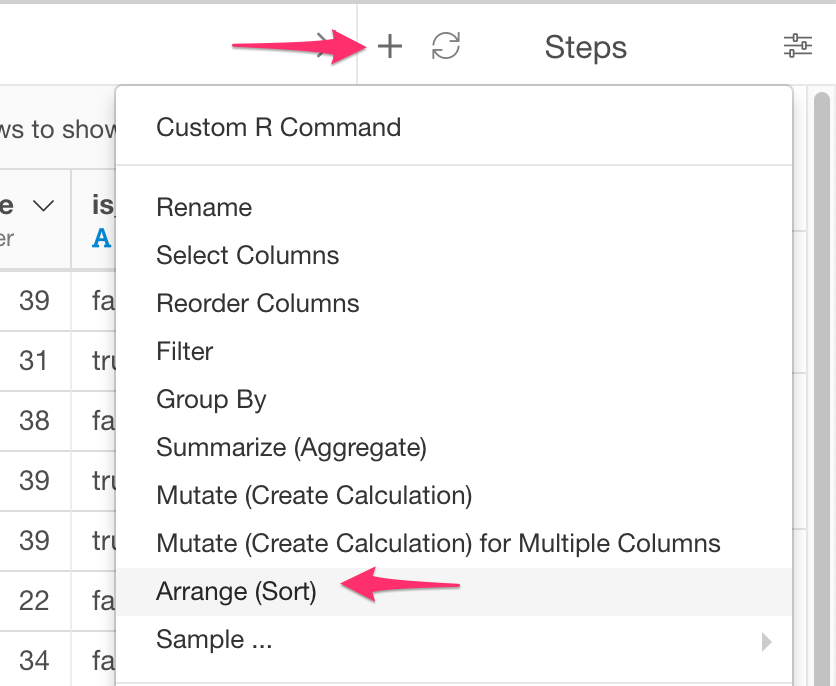 Steps
ws to show
Custom R Command
e
is_
er
A
Rename
Select Columns
Reorder Columns
Filter
Group By
Summarize (Aggregate)
Mutate (Create Calculation)
Mutate (Create Calculation) for Multiple Columns
Arrange (Sort)
Sample ...
39 fa
31 tru
38 fa
39 tru
39 tru
22 fa
34 fa